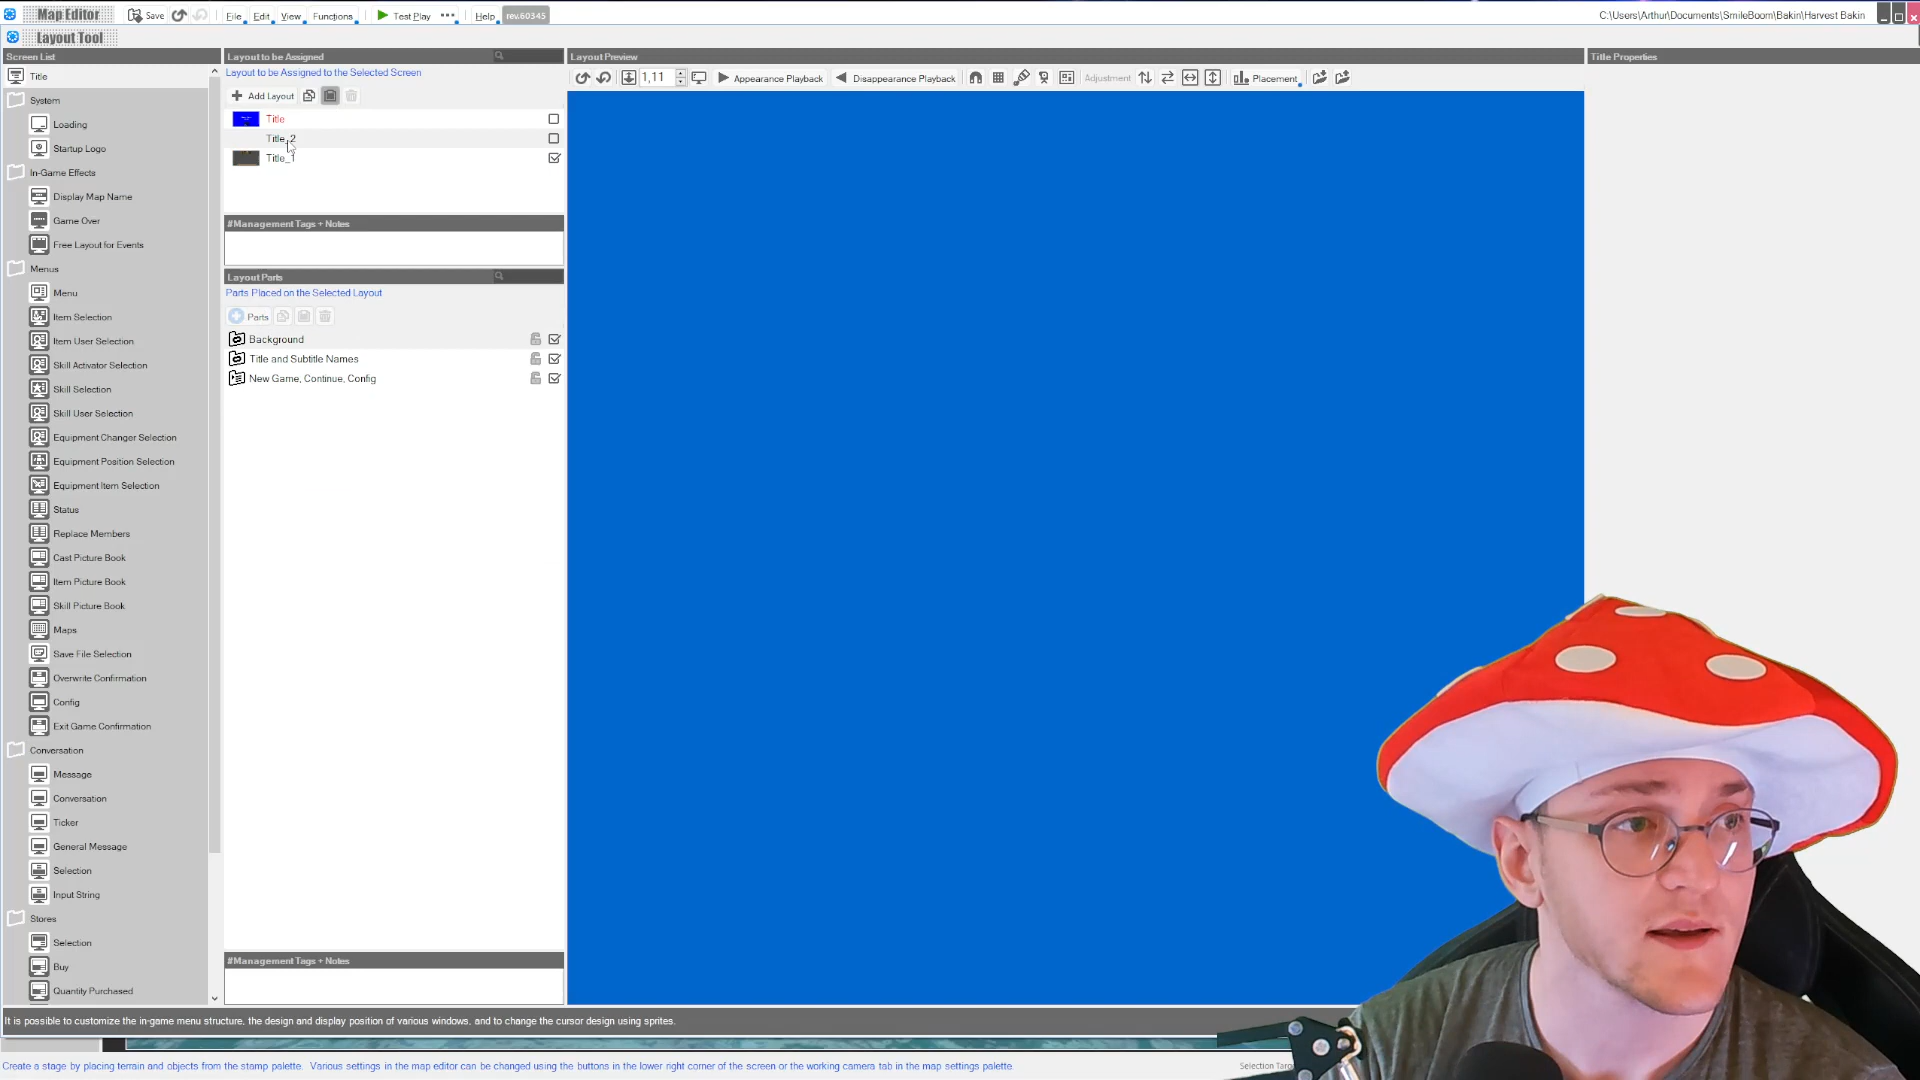 Map Editor Save File Edit View Functions Test Play Help rev.60345 C:\Users\Arthur\Documents\SmileBoom\Bakin\Harvest Bakin
Layout Tool
Screen List
Title
System
Loading
Startup Logo
In-Game Effects
Display Map Name
Game Over
Free Layout for Events
Menus
Menu
Item Selection
Item User Selection
Skill Activator Selection
Skill Selection
Skill User Selection
Equipment Changer Selection
Equipment Position Selection
Equipment Item Selection
Status
Replace Members
Cast Picture Book
Item Picture Book
Skill Picture Book
Maps
Save File Selection
Overwrite Confirmation
Config
Exit Game Confirmation
Conversation
Message
Conversation
Ticker
General Message
Selection
Input String
Stores
Selection
Buy
Quantity Purchased
Layout to be Assigned
Layout to be Assigned to the Selected Screen
Add Layout
Title
Title_2
Title_1
#Management Tags + Notes
Layout Parts
Parts Placed on the Selected Layout
Parts
Background
Title and Subtitle Names
New Game, Continue, Config
#Management Tags + Notes
Layout Preview
1,11 Appearance Playback Disappearance Playback Adjustment Placement
Title Properties
It is possible to customize the in-game menu structure, the design and display position of various windows, and to change the cursor design using sprites.
Create a stage by placing terrain and objects from the stamp palette. Various settings in the map editor can be changed using the buttons in the lower right corner of the screen or the working camera tab in the map settings palette.
Selection